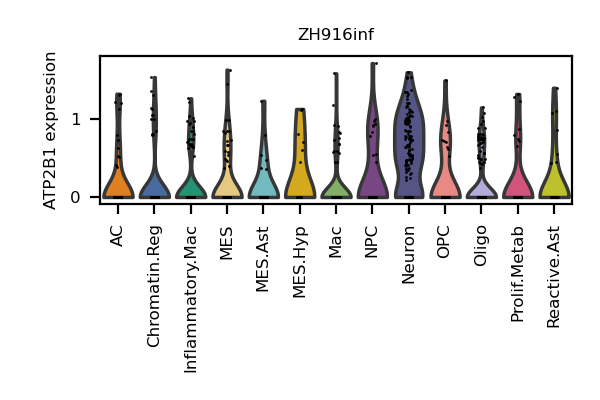 ZH916inf
ATP2B1 expression
1
0
AC
Chromatin.Reg
Inflammatory.Mac
MES
MES.Ast
MES.Hyp
Mac
NPC
Neuron
OPC
Oligo
Prolif.Metab
Reactive.Ast